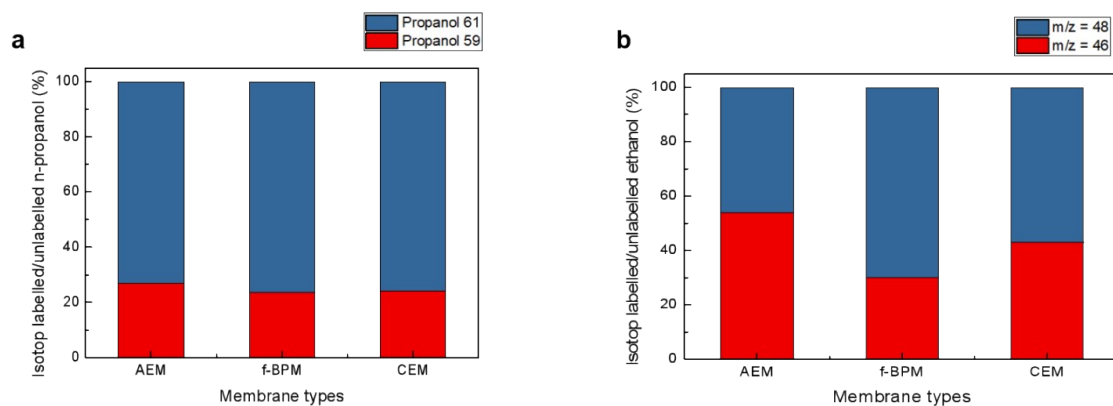 a
Propanol 61
Propanol 59
Isotop labelled/unlabelled n-propanol (%)
100
80
60
40
20
0
AEM
f-BPM
CEM
Membrane types
b
m/z = 48
m/z = 46
Isotop labelled/unlabelled ethanol (%)
100
80
60
40
20
0
AEM
f-BPM
CEM
Membrane types